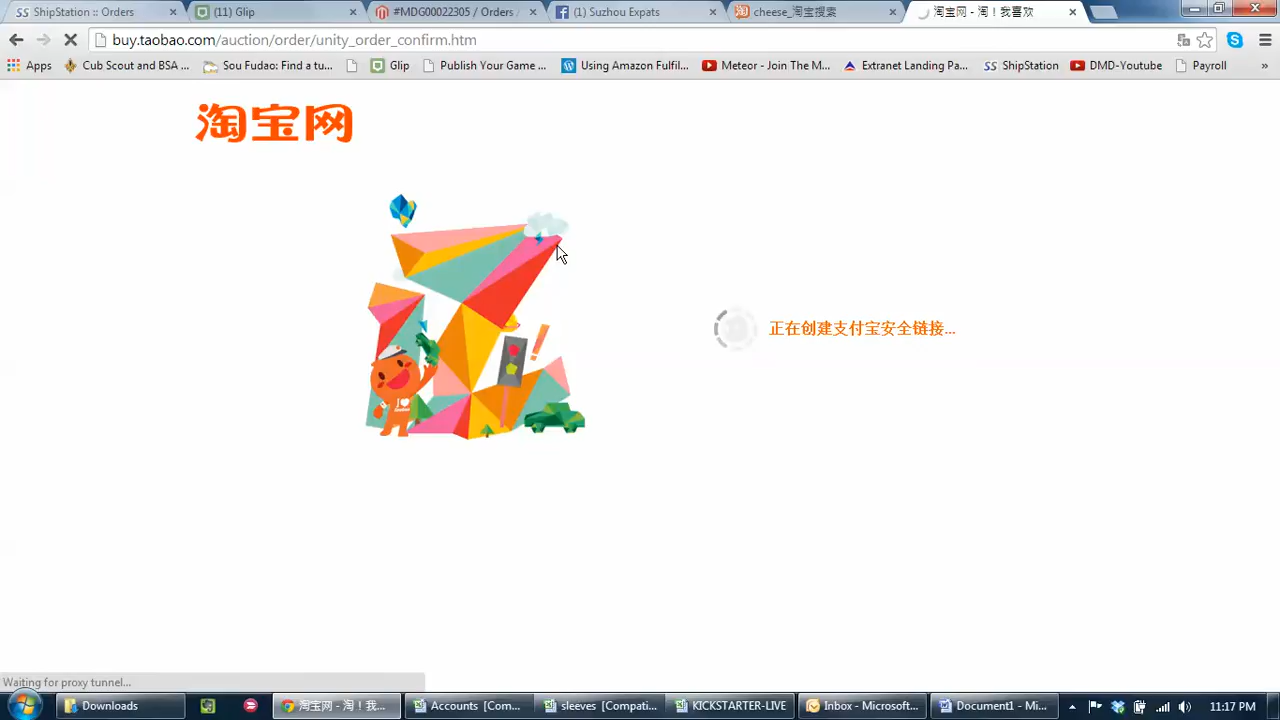 ShipStation :: Orders
(11) Glip
#MDG00022305 / Orders
(1) Suzhou Expats
cheese_淘宝搜索
淘宝网 - 淘！我喜欢
buy.taobao.com/auction/order/unity_order_confirm.htm
Apps
Cub Scout and BSA ...
Sou Fudao: Find a tu...
Glip
Publish Your Game ...
Using Amazon Fulfil...
Meteor - Join The M...
Extranet Landing Pa...
ShipStation
DMD-Youtube
Payroll
»
淘宝网
正在创建支付宝安全链接...
Waiting for proxy tunnel...
Downloads
淘宝网 - 淘！我...
Accounts [Com...
sleeves [Compati...
KICKSTARTER-LIVE
Inbox - Microsoft...
Document1 - Mi...
11:17 PM